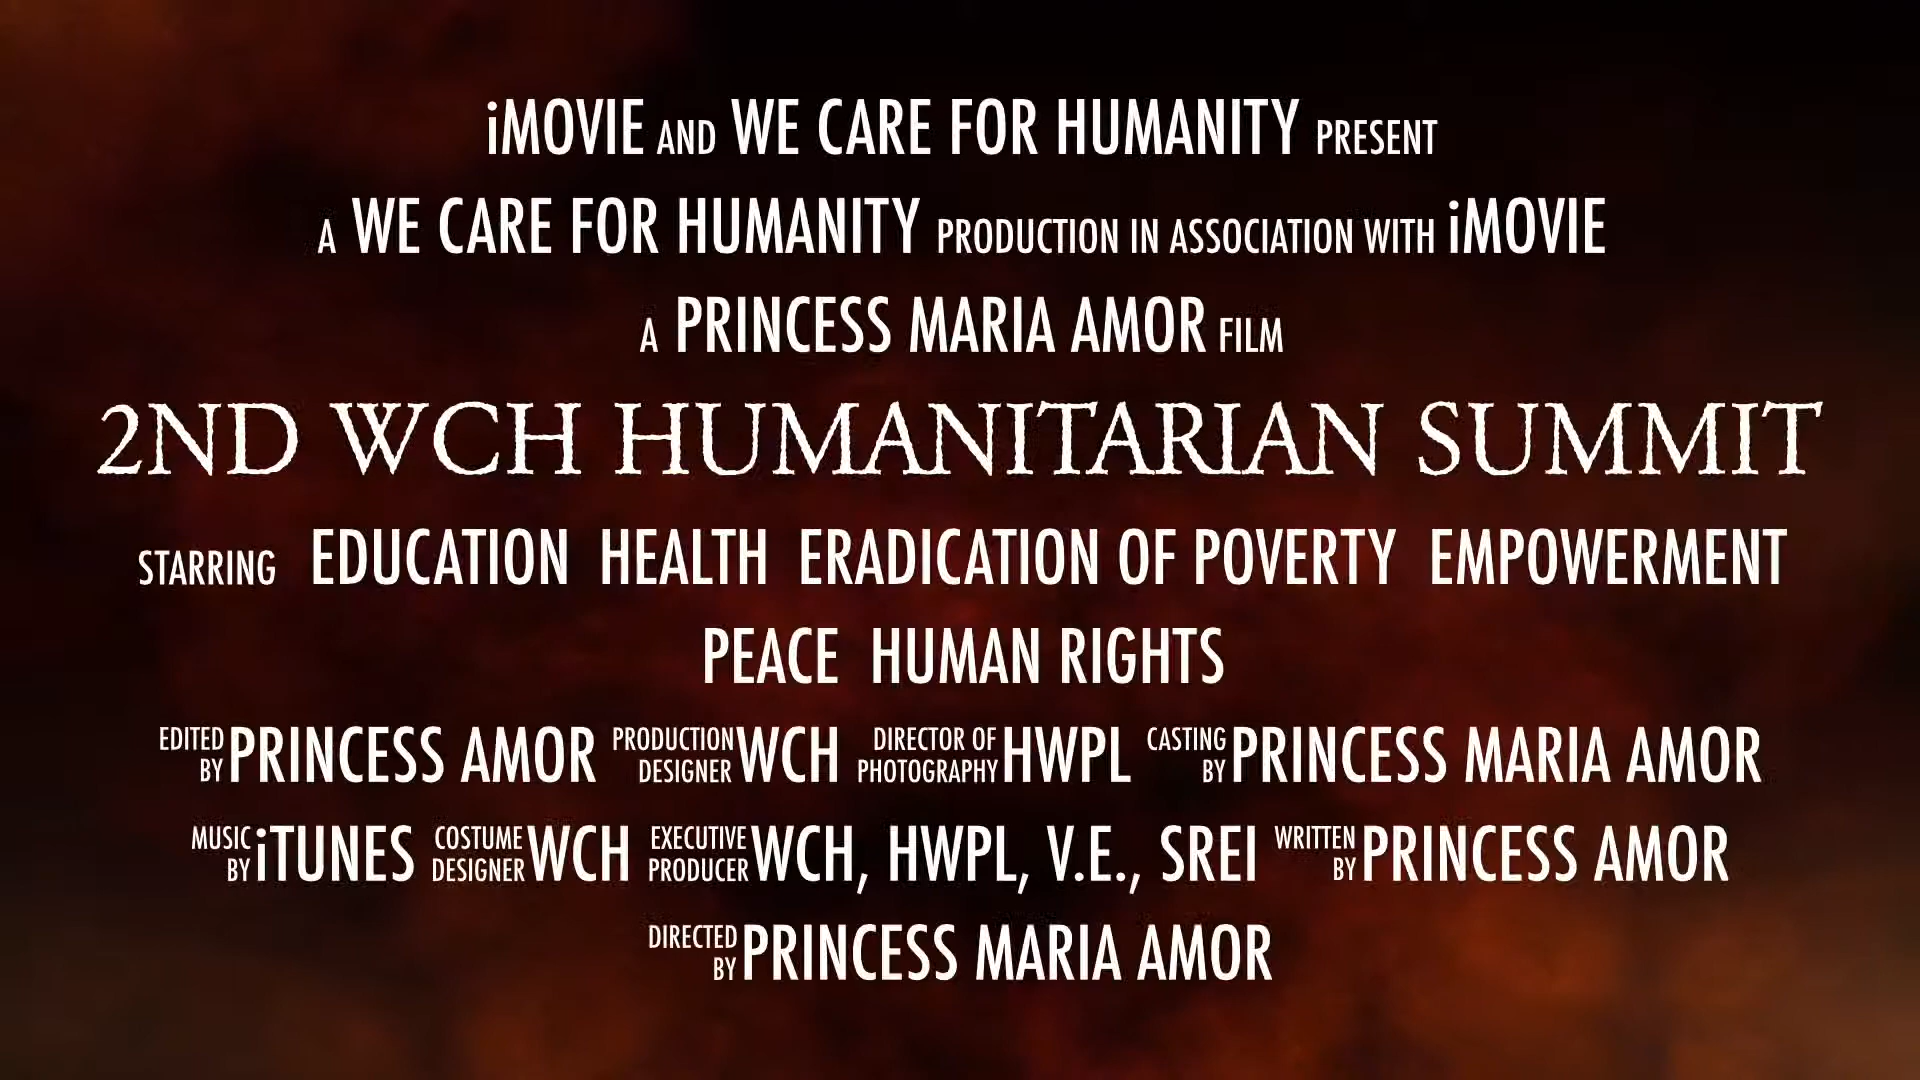 iMOVIE AND WE CARE FOR HUMANITY PRESENT
A WE CARE FOR HUMANITY PRODUCTION IN ASSOCIATION WITH iMOVIE
A PRINCESS MARIA AMOR FILM
2ND WCH HUMANITARIAN SUMMIT
STARRING EDUCATION HEALTH ERADICATION OF POVERTY EMPOWERMENT
PEACE HUMAN RIGHTS
EDITED BY PRINCESS AMOR PRODUCTION DESIGNER WCH DIRECTOR OF PHOTOGRAPHY HWPL CASTING BY PRINCESS MARIA AMOR
MUSIC BY iTUNES COSTUME DESIGNER WCH EXECUTIVE PRODUCER WCH, HWPL, V.E., SREI WRITTEN BY PRINCESS AMOR
DIRECTED BY PRINCESS MARIA AMOR